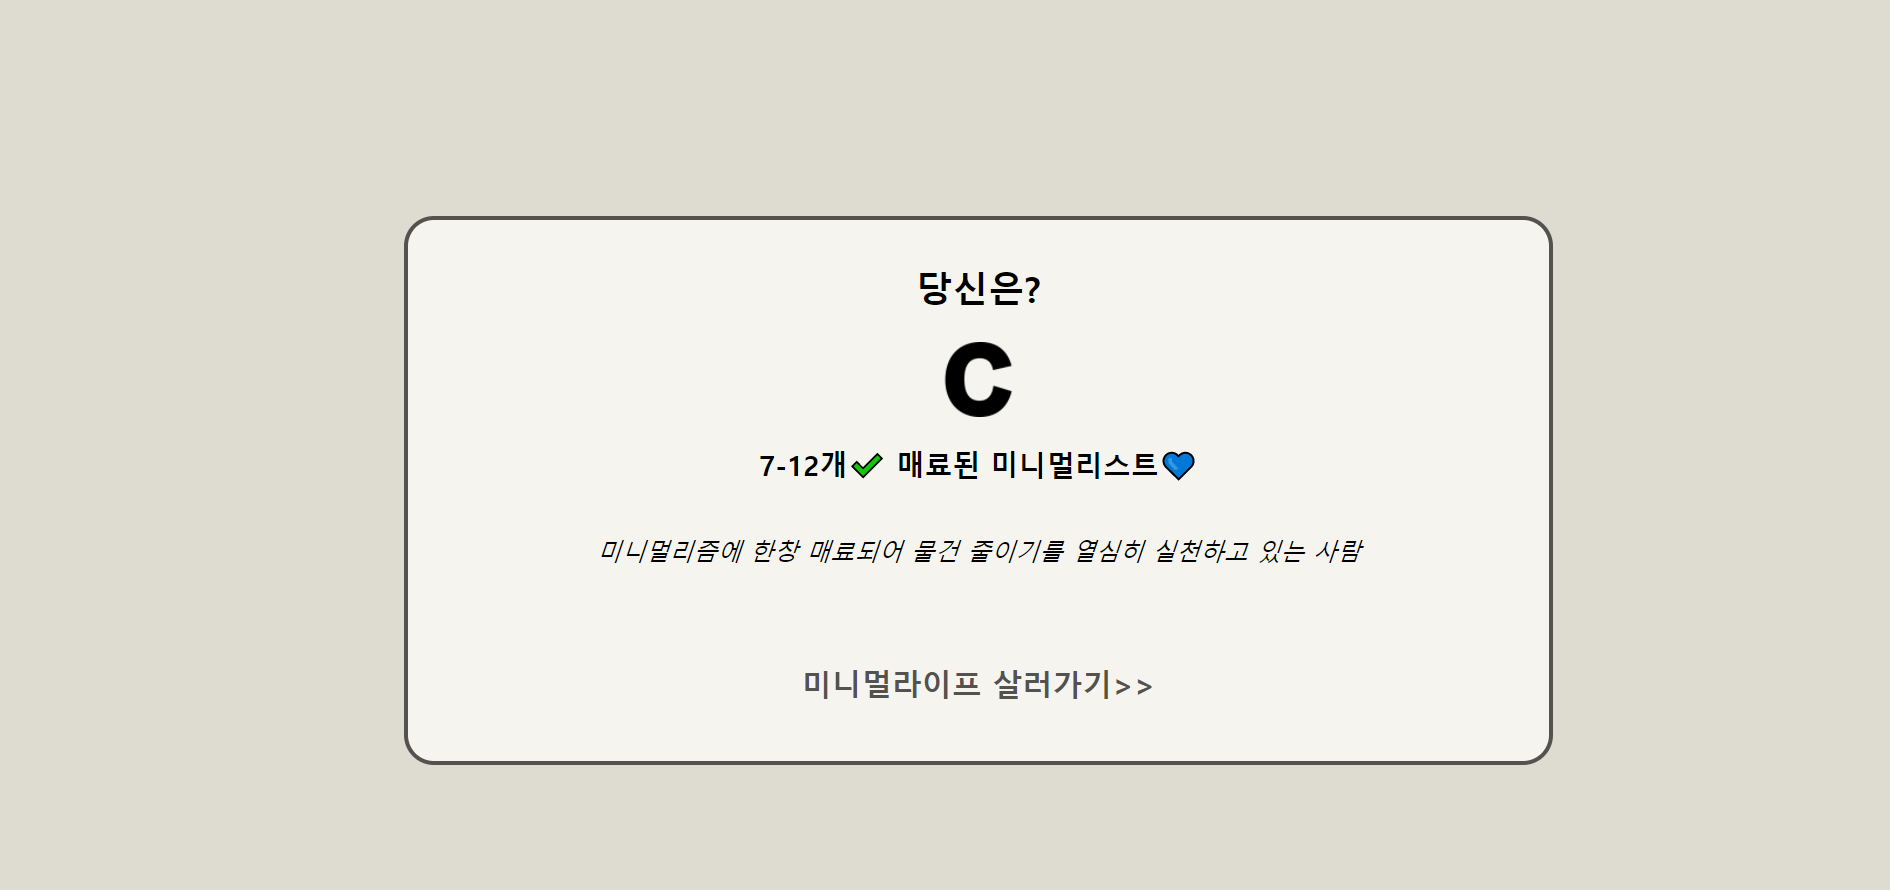 당신은?
C
7-12개✔ 매료된 미니멀리스트💙
미니멀리즘에 한창 매료되어 물건 줄이기를 열심히 실천하고 있는 사람
미니멀라이프 살러가기>>